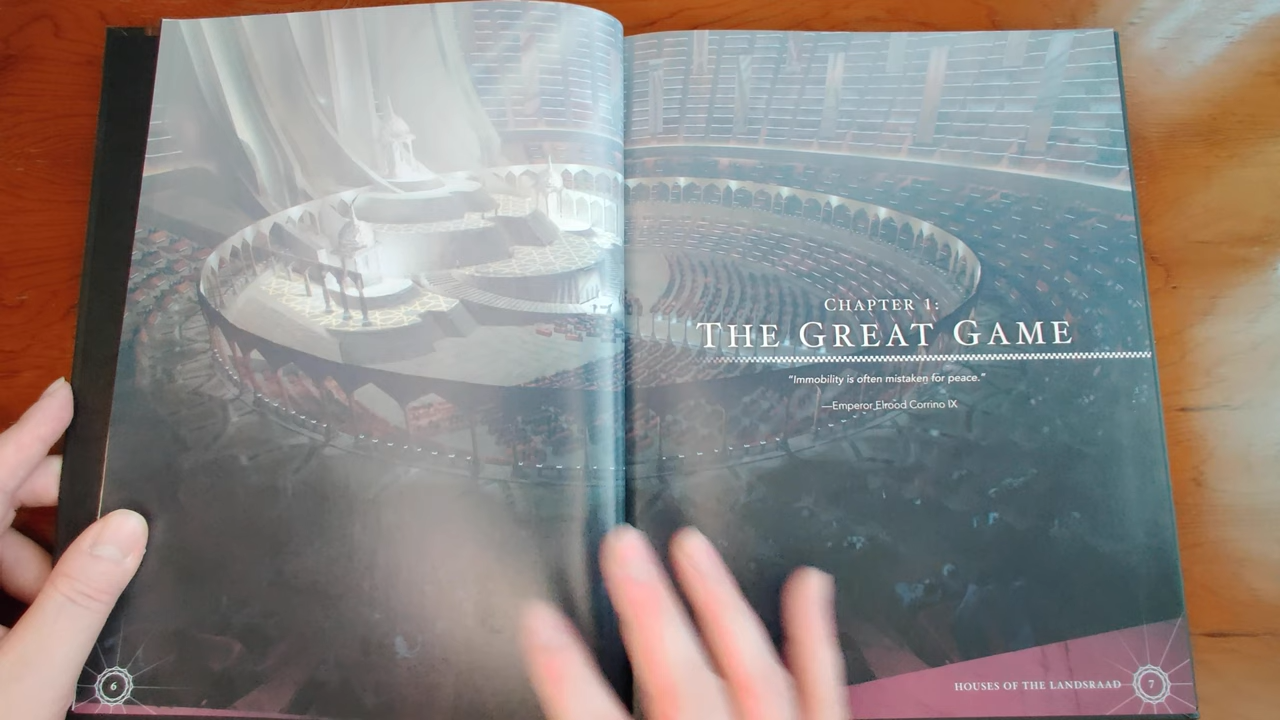 CHAPTER 1:
THE GREAT GAME
“Immobility is often mistaken for peace.”
—Emperor Elrood Corrino IX
6
HOUSES OF THE LANDSRAAD
7